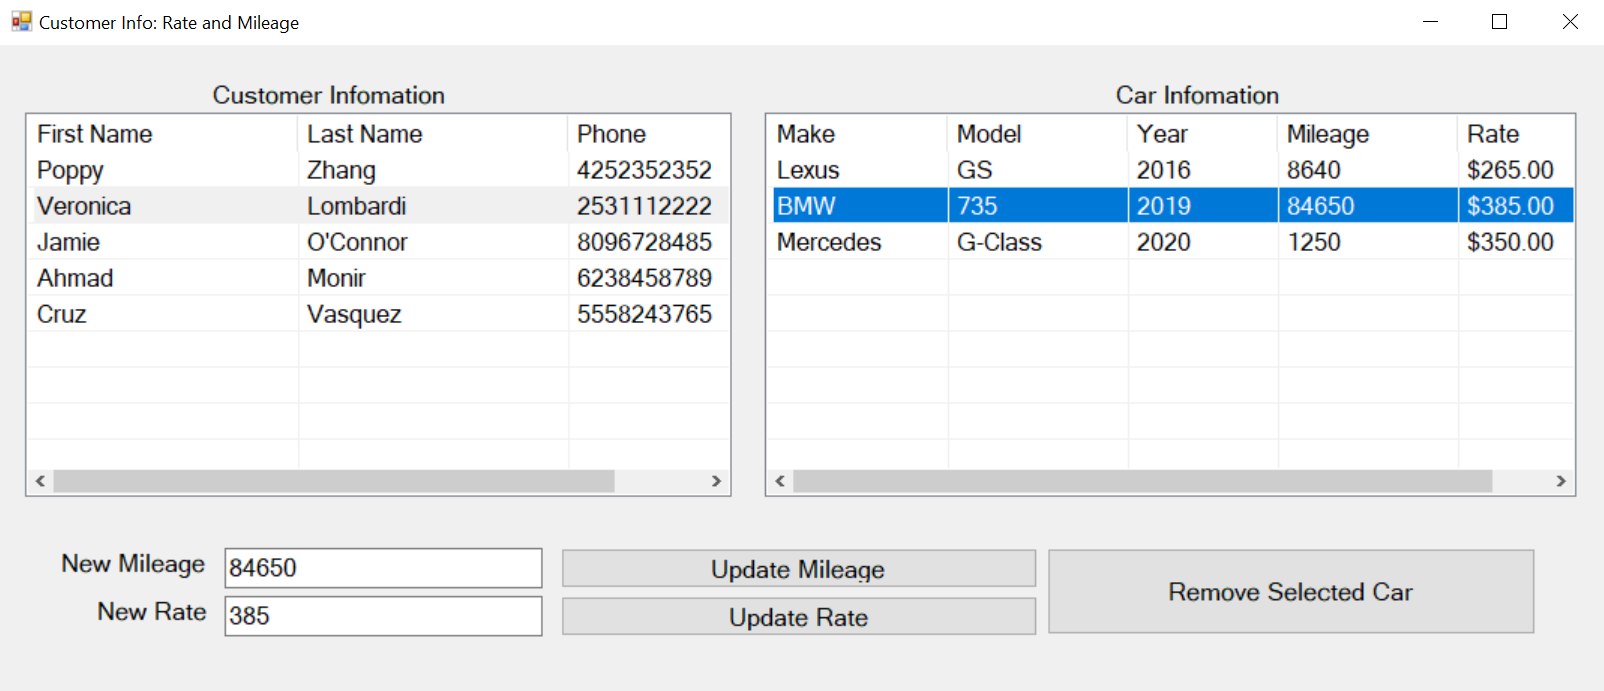 Customer Info: Rate and Mileage
Customer Infomation
First Name Last Name Phone
Poppy Zhang 4252352352
Veronica Lombardi 2531112222
Jamie O'Connor 8096728485
Ahmad Monir 6238458789
Cruz Vasquez 5558243765
Car Infomation
Make Model Year Mileage Rate
Lexus GS 2016 8640 $265.00
BMW 735 2019 84650 $385.00
Mercedes G-Class 2020 1250 $350.00
New Mileage 84650 Update Mileage
New Rate 385 Update Rate
Remove Selected Car